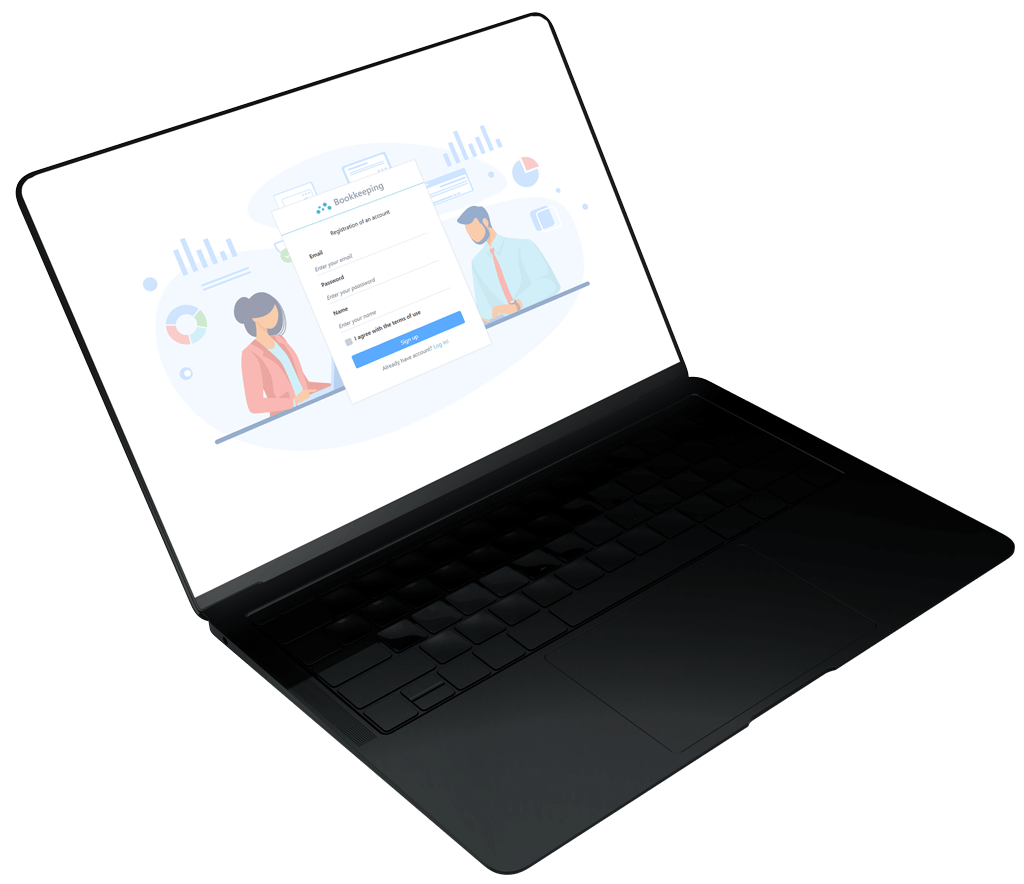 Bookkeeping
Registration of an account
Email
Enter your email
Password
Enter your password
Name
Enter your name
I agree with the terms of use
Sign up
Already have account? Log in!